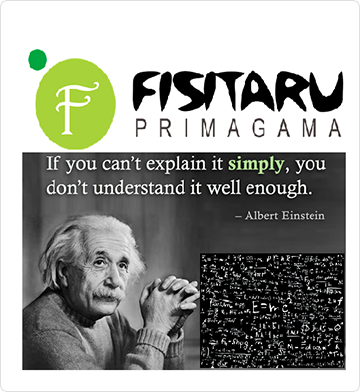 F
FISITARU
PRIMAGAMA
If you can't explain it simply, you
don't understand it well enough.
– Albert Einstein